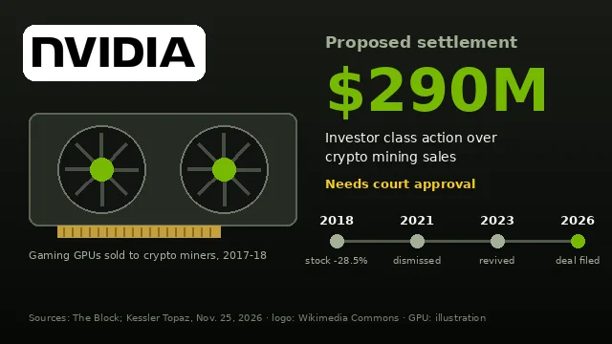 NVIDIA
Proposed settlement
$290M
Investor class action over
crypto mining sales
Needs court approval
2018 2021 2023 2026
stock -28.5% dismissed revived deal filed
Gaming GPUs sold to crypto miners, 2017-18
Sources: The Block; Kessler Topaz, Nov. 25, 2026 · logo: Wikimedia Commons · GPU: illustration